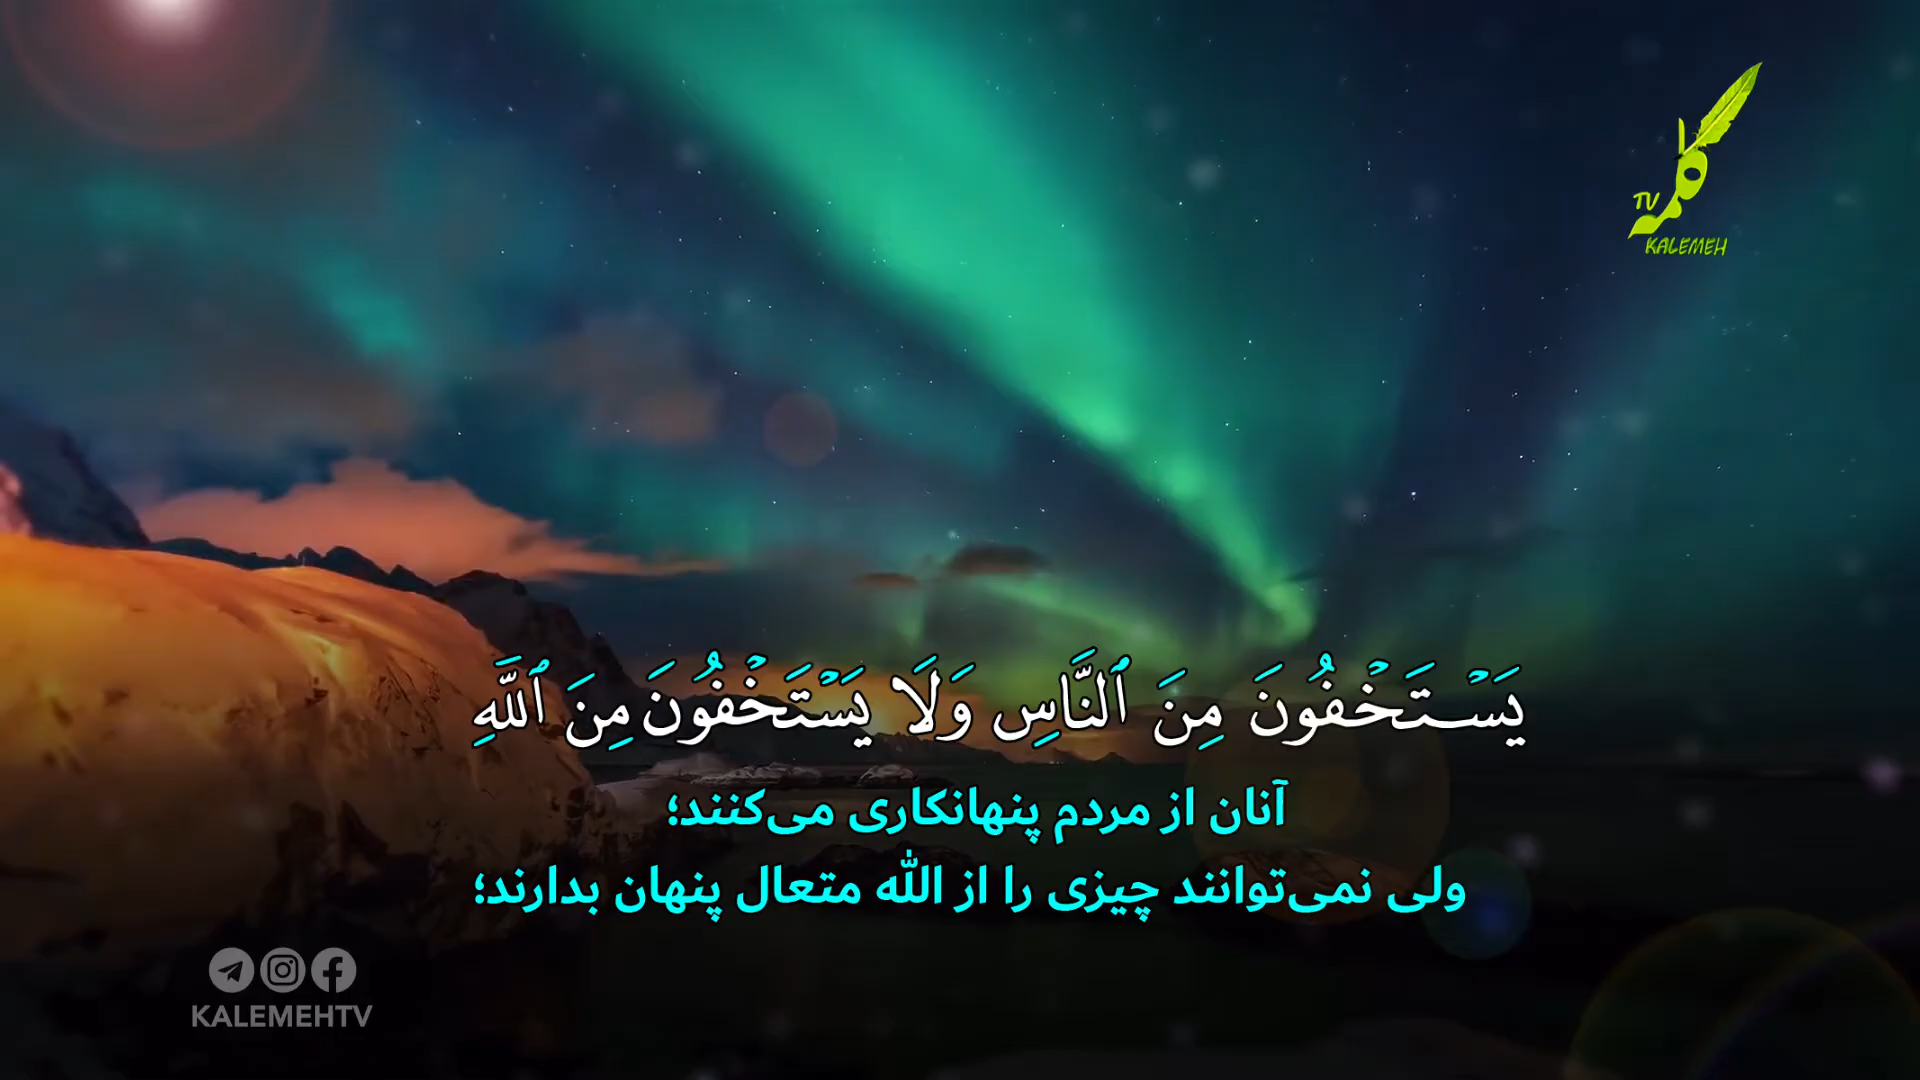 کلمه
TV
KALEMEH
يَسۡتَخۡفُونَ مِنَ ٱلنَّاسِ وَلَا يَسۡتَخۡفُونَ مِنَ ٱللَّهِ
آنان از مردم پنهانکاری می‌کنند؛
ولی نمی‌توانند چیزی را از الله متعال پنهان بدارند؛
KALEMEHTV